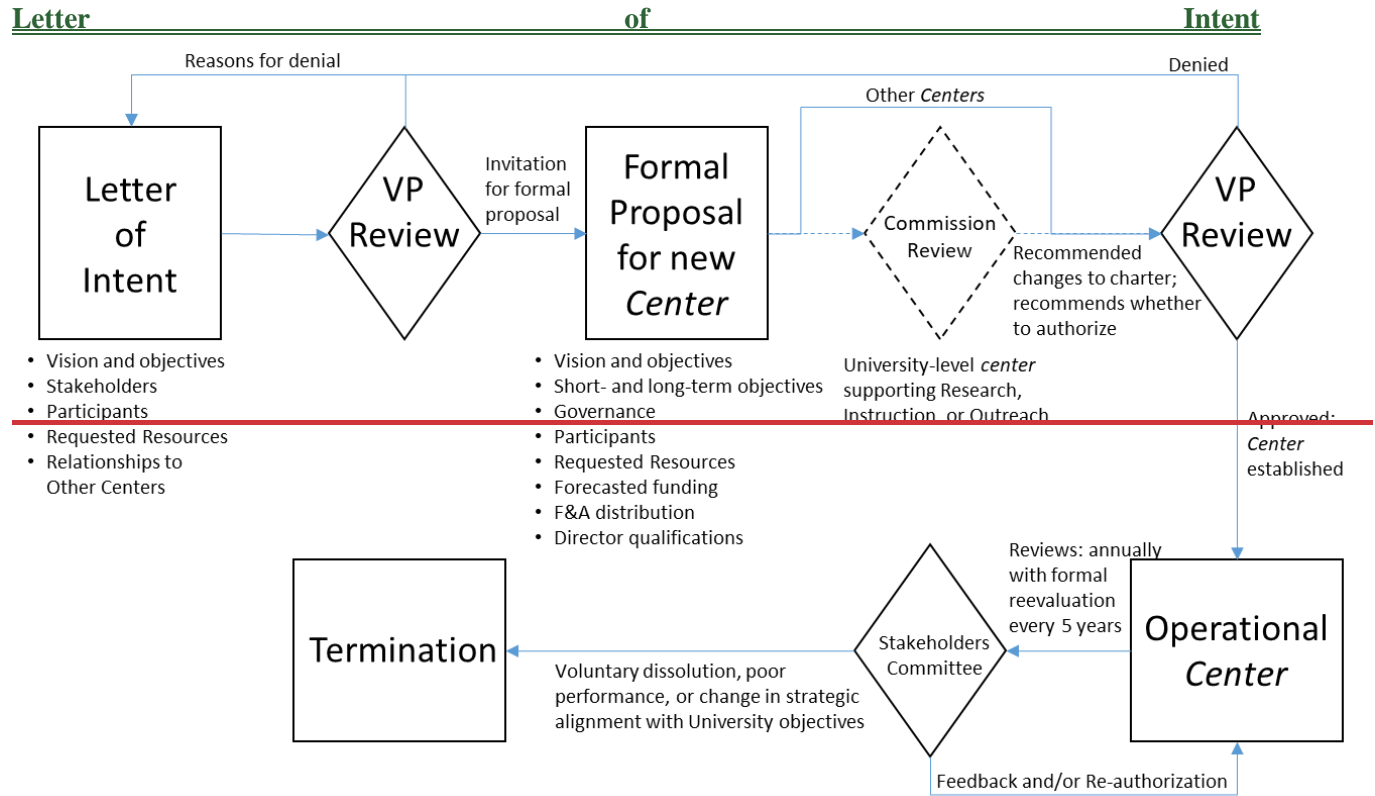 Letter of Intent
Reasons for denial
Denied
Other Centers
Letter
of
Intent
VP
Review
Invitation
for formal
proposal
Formal
Proposal
for new
Center
Commission
Review
Recommended
changes to charter;
recommends whether
to authorize
VP
Review
• Vision and objectives
• Stakeholders
• Participants
• Requested Resources
• Relationships to
Other Centers
• Vision and objectives
• Short- and long-term objectives
• Governance
• Participants
• Requested Resources
• Forecasted funding
• F&A distribution
• Director qualifications
University-level center
supporting Research,
Instruction, or Outreach
Approved;
Center
established
Termination
Voluntary dissolution, poor
performance, or change in strategic
alignment with University objectives
Stakeholders
Committee
Reviews: annually
with formal
reevaluation
every 5 years
Operational
Center
Feedback and/or Re-authorization